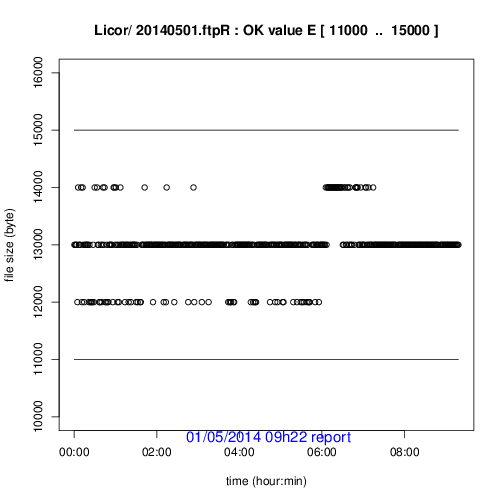 Licor/ 20140501.ftpR : OK value E [ 11000 .. 15000 ]
file size (byte)
16000
15000
14000
13000
12000
11000
10000
01/05/2014 09h22 report
00:00 02:00 04:00 06:00 08:00
time (hour:min)